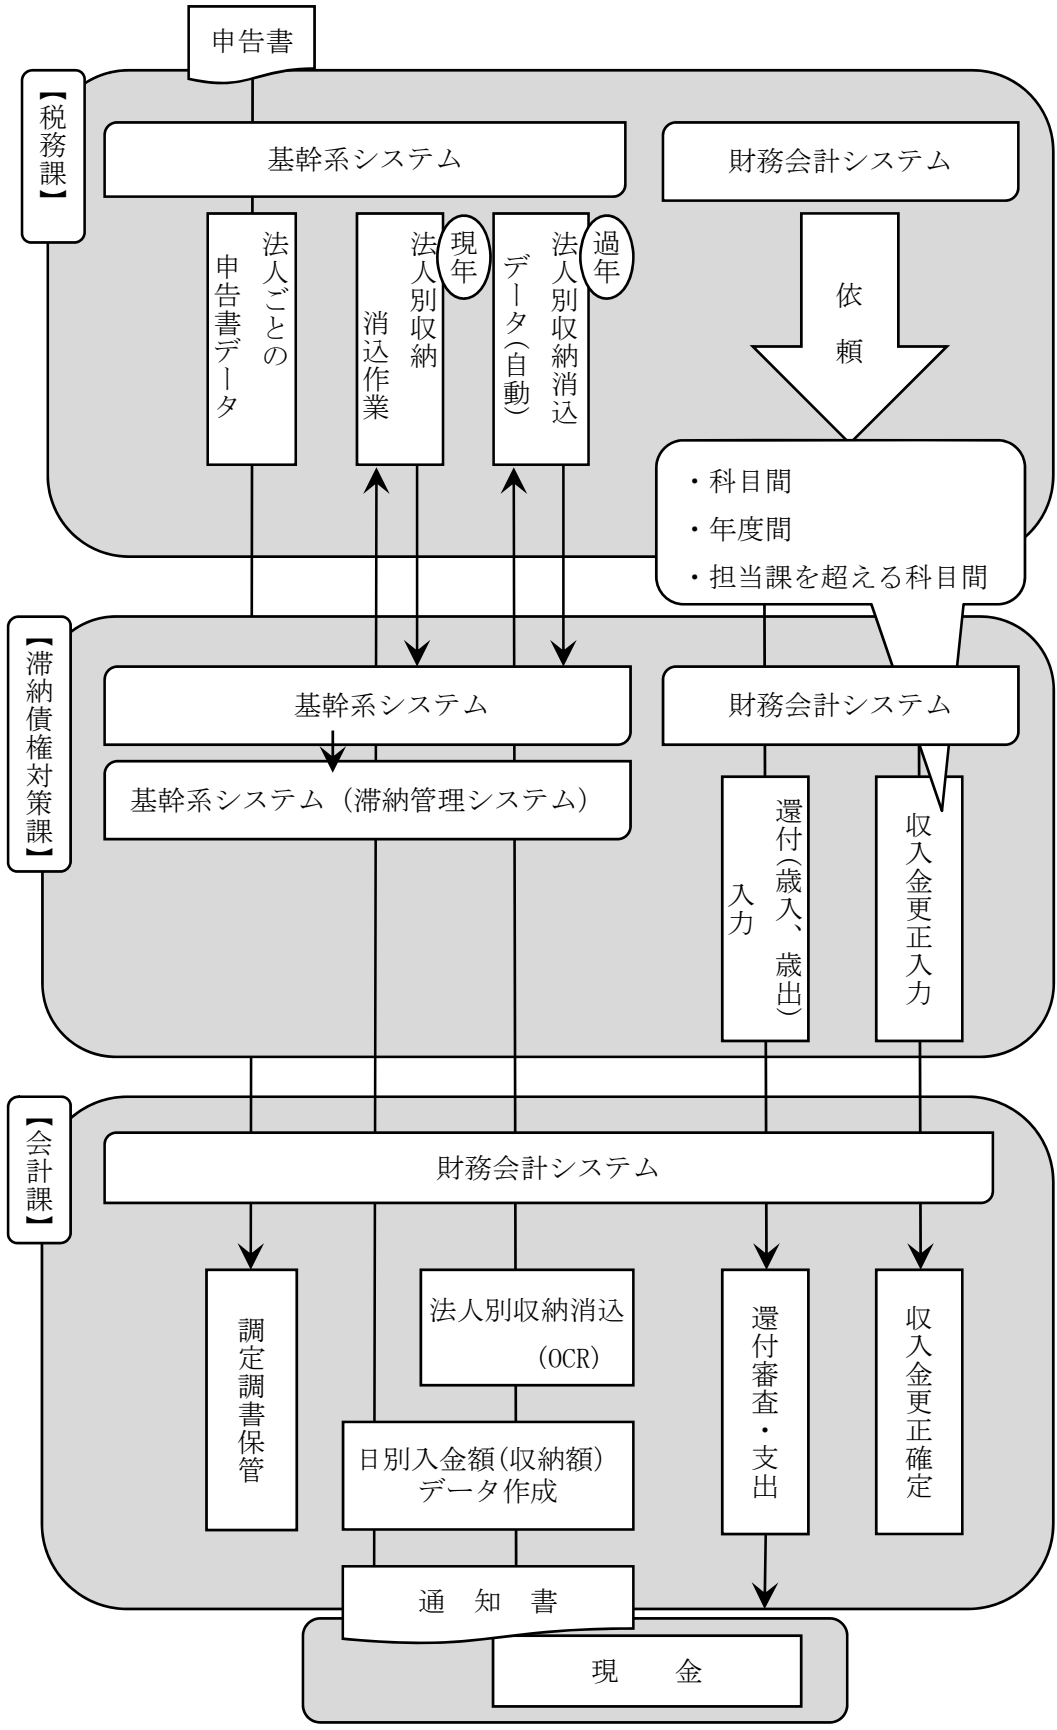 申告書
【税務課】
基幹系システム
財務会計システム
法人ごとの
申告書データ
法人別収納
消込作業
現年
法人別収納消込
データ(自動)
過年
依頼
・科目間
・年度間
・担当課を超える科目間
【滞納債権対策課】
基幹系システム
財務会計システム
基幹系システム（滞納管理システム）
還付(歳入、歳出)
入力
収入金更正入力
【会計課】
財務会計システム
調定調書保管
法人別収納消込
(OCR)
日別入金額(収納額)
データ作成
還付審査・支出
収入金更正確定
通　知　書
現　　金